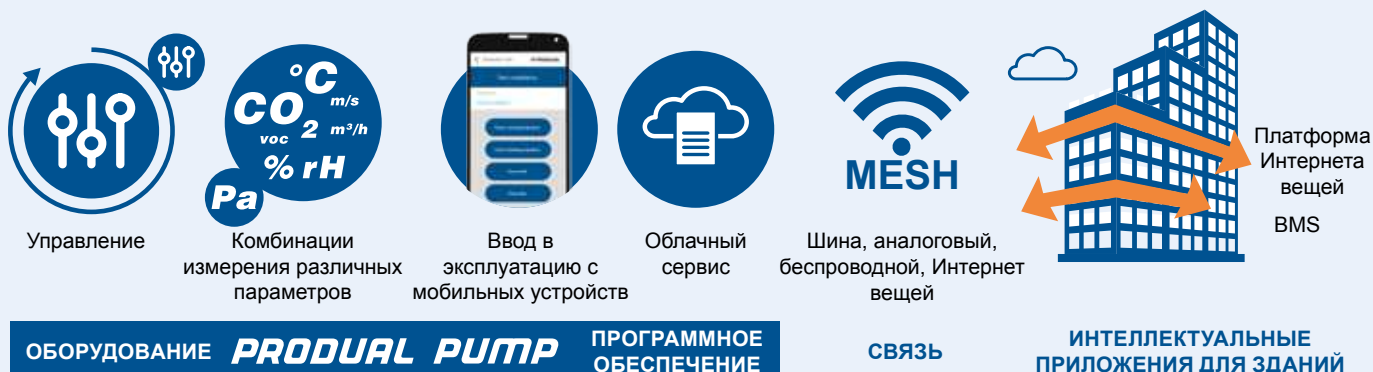 °C
CO
m/s
voc
2
m³/h
% rH
Pa
MESH
Платформа
Интернета
вещей
BMS
Управление
Комбинации
измерения различных
параметров
Ввод в
эксплуатацию с
мобильных устройств
Облачный
сервис
Шина, аналоговый,
беспроводной, Интернет
вещей
ОБОРУДОВАНИЕ
PRODUAL PUMP
ПРОГРАММНОЕ
ОБЕСПЕЧЕНИЕ
СВЯЗЬ
ИНТЕЛЛЕКТУАЛЬНЫЕ
ПРИЛОЖЕНИЯ ДЛЯ ЗДАНИЙ